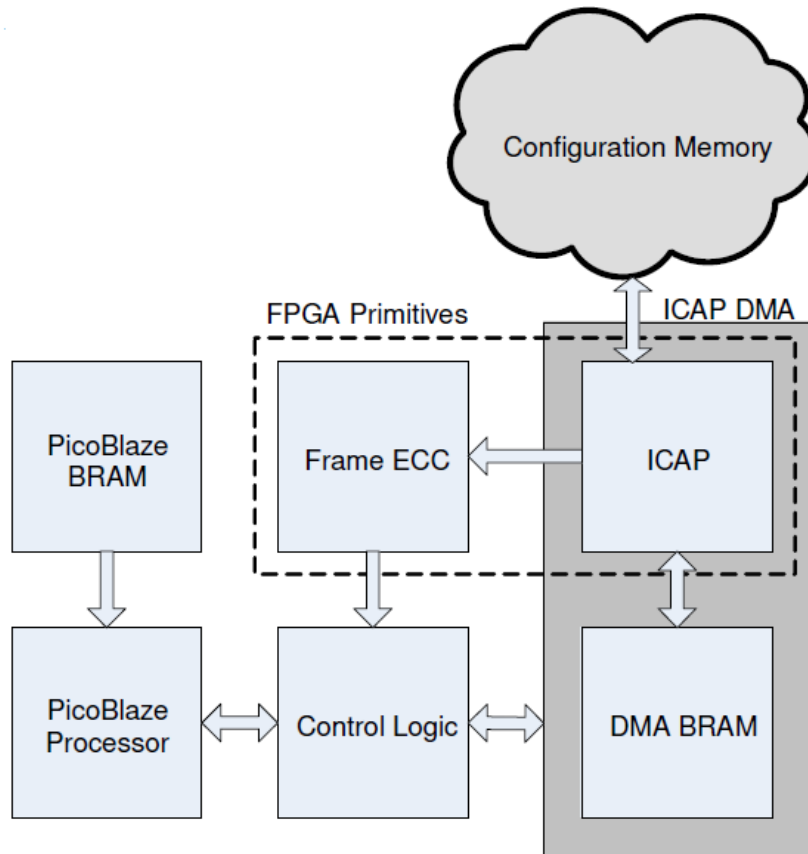 Configuration Memory
FPGA Primitives
ICAP DMA
PicoBlaze
BRAM
Frame ECC
ICAP
PicoBlaze
Processor
Control Logic
DMA BRAM